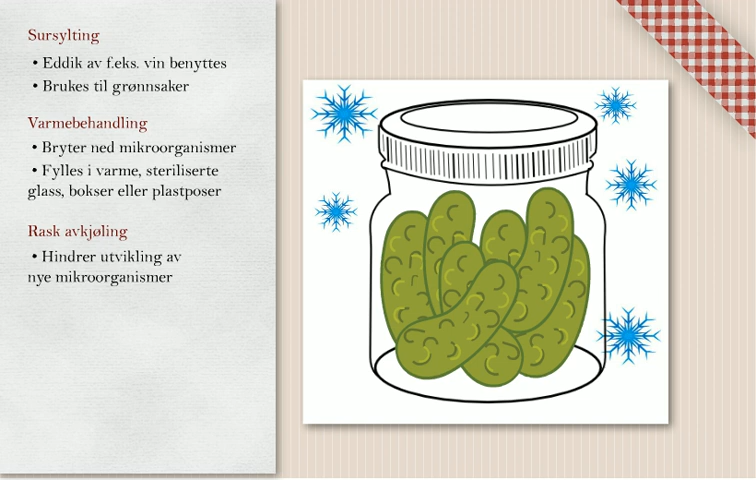 Sursylting
• Eddik av f.eks. vin benyttes
• Brukes til grønnsaker
Varmebehandling
• Bryter ned mikroorganismer
• Fylles i varme, steriliserte
glass, bokser eller plastposer
Rask avkjøling
• Hindrer utvikling av
nye mikroorganismer